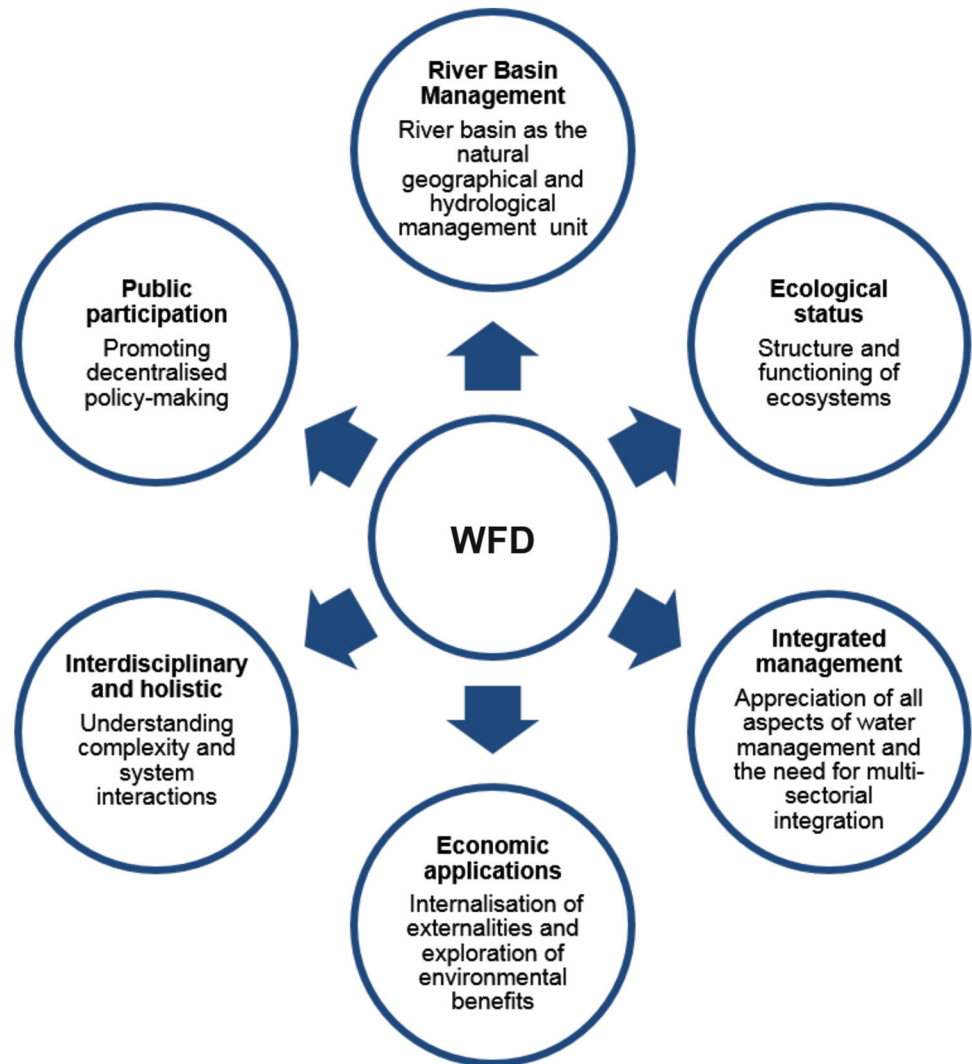 River Basin
Management
River basin as the
natural
geographical and
hydrological
management unit
Public
participation
Promoting
decentralised
policy-making
Ecological
status
Structure and
functioning of
ecosystems
WFD
Interdisciplinary
and holistic
Understanding
complexity and
system
interactions
Integrated
management
Appreciation of all
aspects of water
management and
the need for multi-
sectorial
integration
Economic
applications
Internalisation of
externalities and
exploration of
environmental
benefits